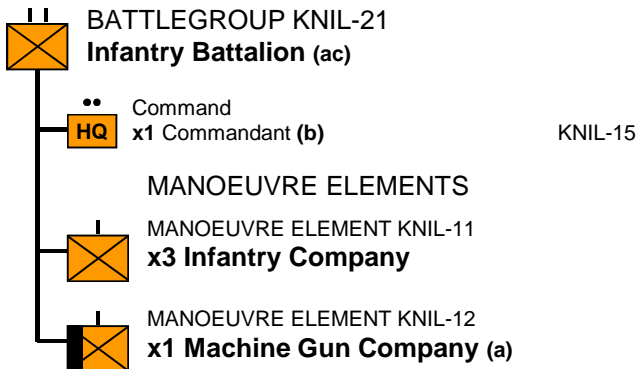 BATTLEGROUP KNIL-21
Infantry Battalion (ac)
Command
HQ x1 Commandant (b) KNIL-15
MANOEUVRE ELEMENTS
MANOEUVRE ELEMENT KNIL-11
x3 Infantry Company
MANOEUVRE ELEMENT KNIL-12
x1 Machine Gun Company (a)